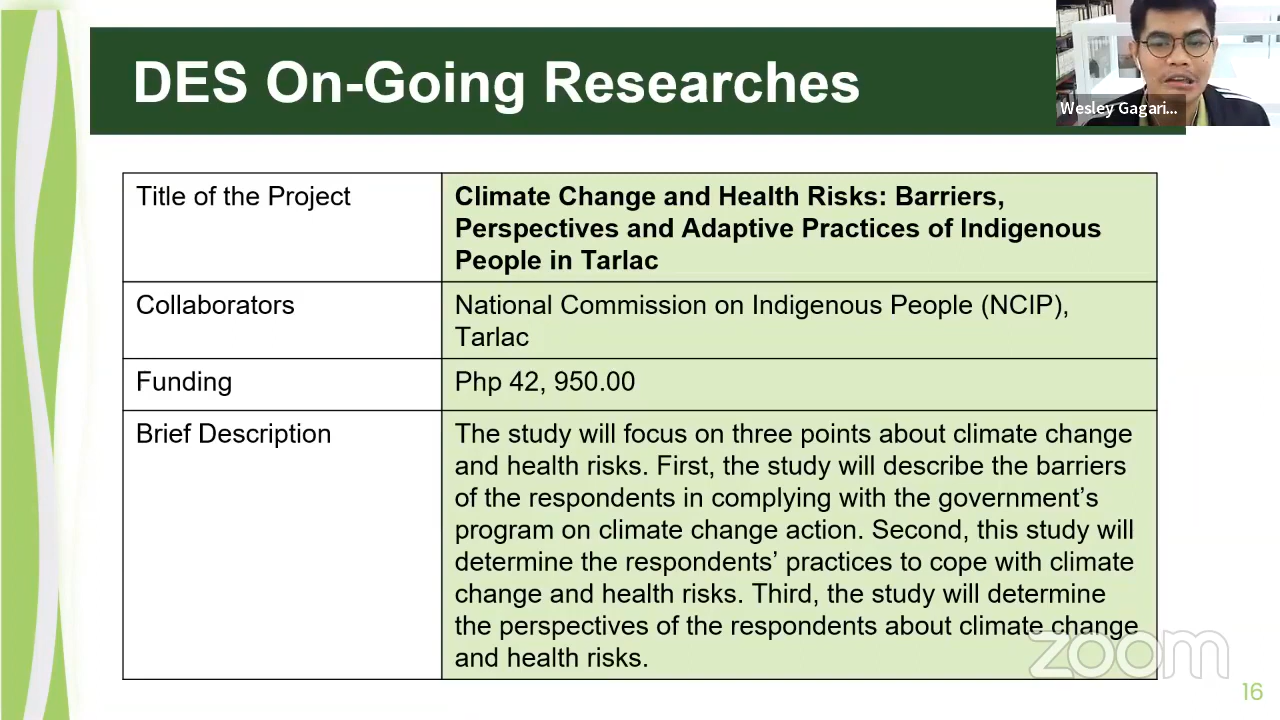 DES On-Going Researches
Wesley Gagari...
Title of the Project
Climate Change and Health Risks: Barriers,
Perspectives and Adaptive Practices of Indigenous
People in Tarlac
Collaborators
National Commission on Indigenous People (NCIP),
Tarlac
Funding
Php 42, 950.00
Brief Description
The study will focus on three points about climate change
and health risks. First, the study will describe the barriers
of the respondents in complying with the government’s
program on climate change action. Second, this study will
determine the respondents’ practices to cope with climate
change and health risks. Third, the study will determine
the perspectives of the respondents about climate change
and health risks.
zoom
16